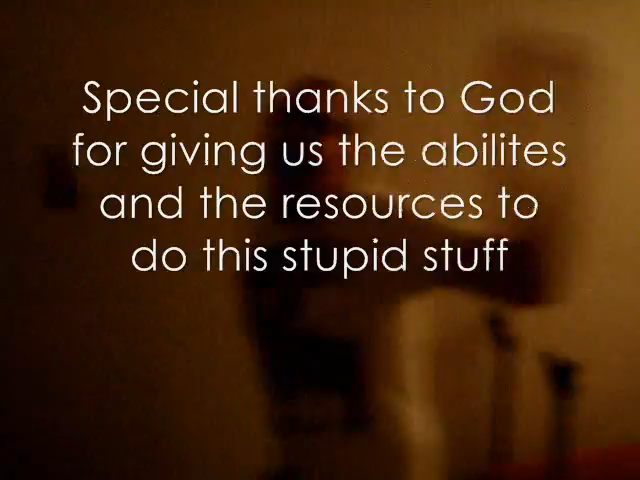 Special thanks to God
for giving us the abilites
and the resources to
do this stupid stuff